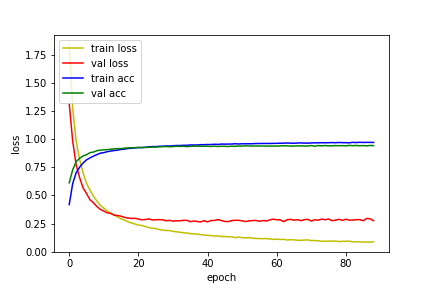 1.75
1.50
1.25
1.00
0.75
0.50
0.25
0.00
loss
train loss
val loss
train acc
val acc
0 20 40 60 80
epoch